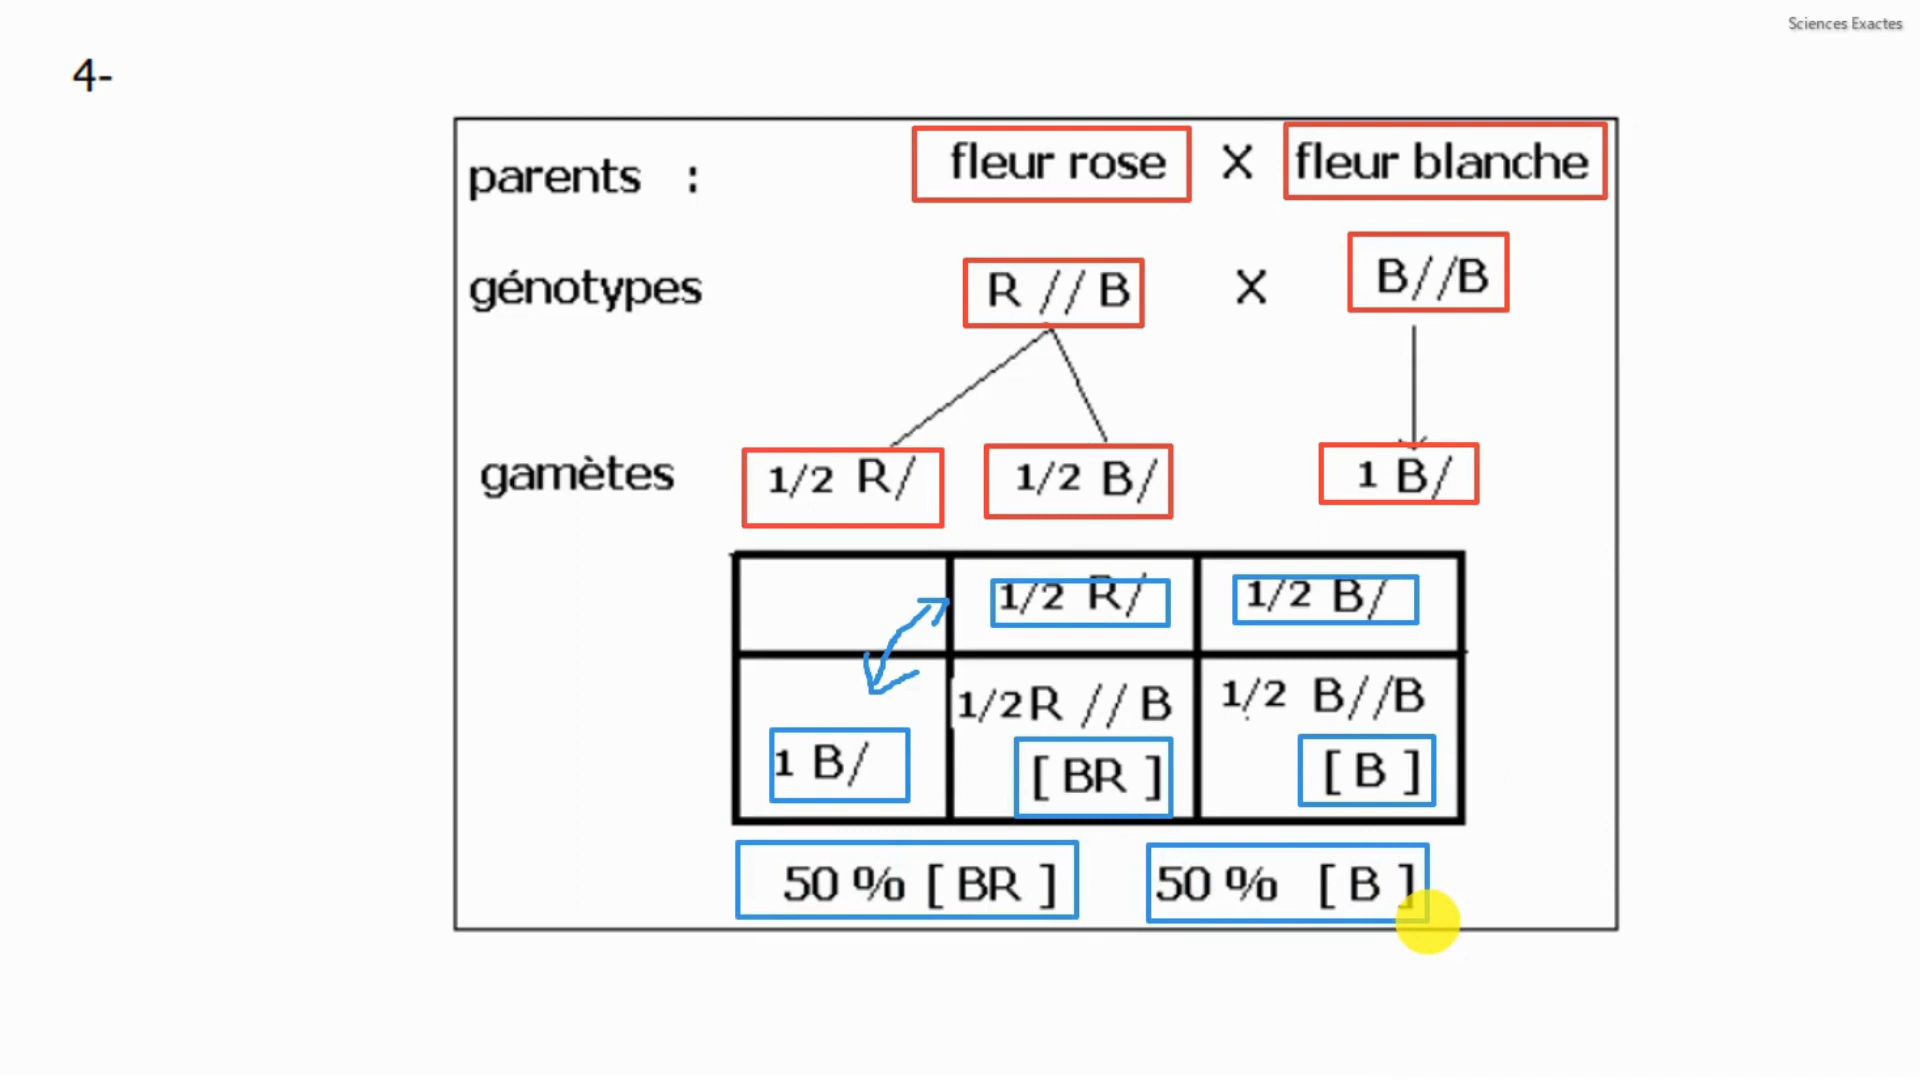 Sciences Exactes
4-
parents : fleur rose X fleur blanche
génotypes R // B X B//B
gamètes 1/2 R/ 1/2 B/ 1 B/
1/2 R/ 1/2 B/
1/2R // B 1/2 B//B
1 B/ [ BR ] [ B ]
50 % [ BR ] 50 % [ B ]